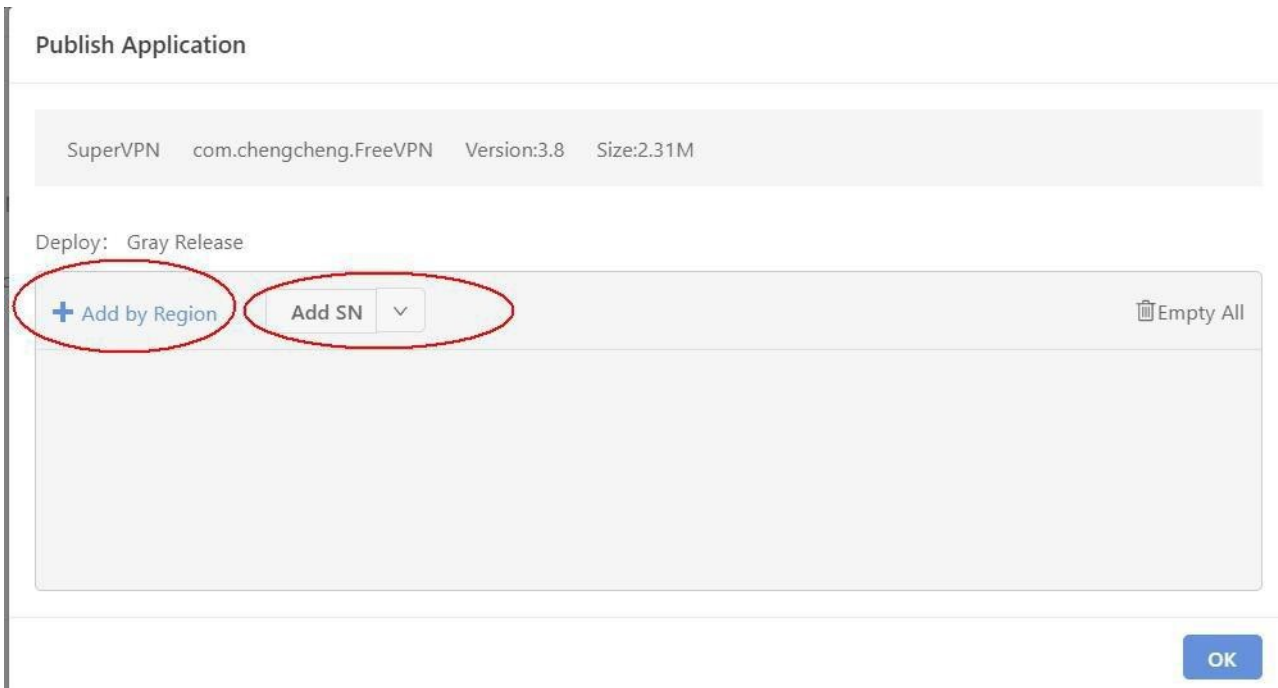 Publish Application
SuperVPN com.chengcheng.FreeVPN Version:3.8 Size:2.31M
Deploy: Gray Release
Add by Region Add SN Empty All
OK